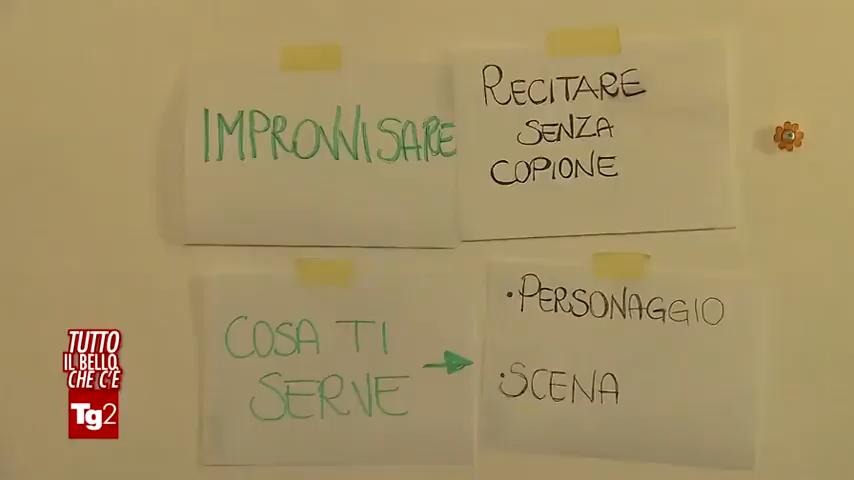 IMPROVVISARE
RECITARE
SENZA
COPIONE
COSA TI
SERVE
• PERSONAGGIO
• SCENA
TUTTO
IL BELLO
CHE C'È
Tg2